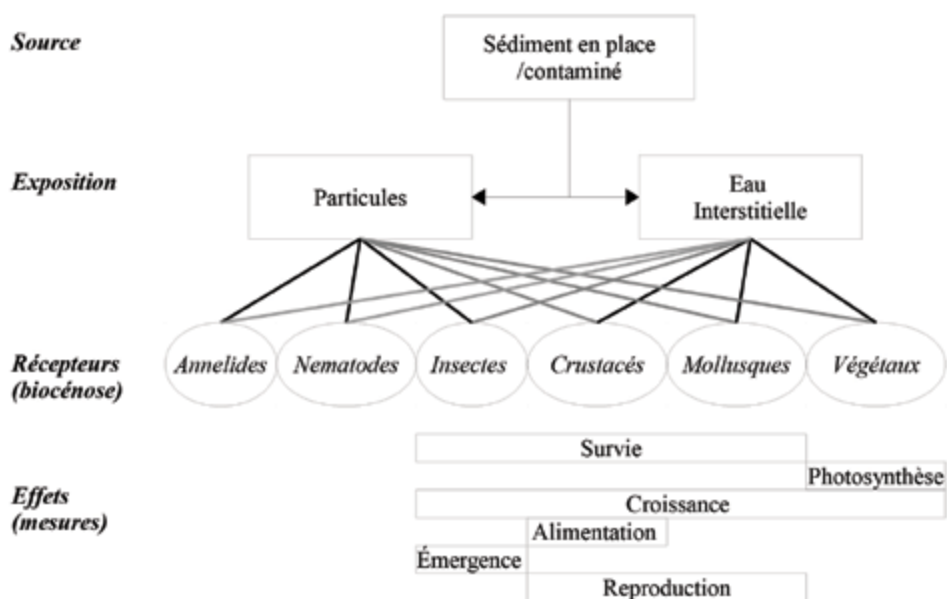 Source
Sédiment en place
/contaminé
Exposition
Particules
Eau
Interstitielle
Récepteurs
(biocénose)
Annelides
Nematodes
Insectes
Crustacés
Mollusques
Végétaux
Effets
(mesures)
Survie
Photosynthèse
Croissance
Alimentation
Émergence
Reproduction